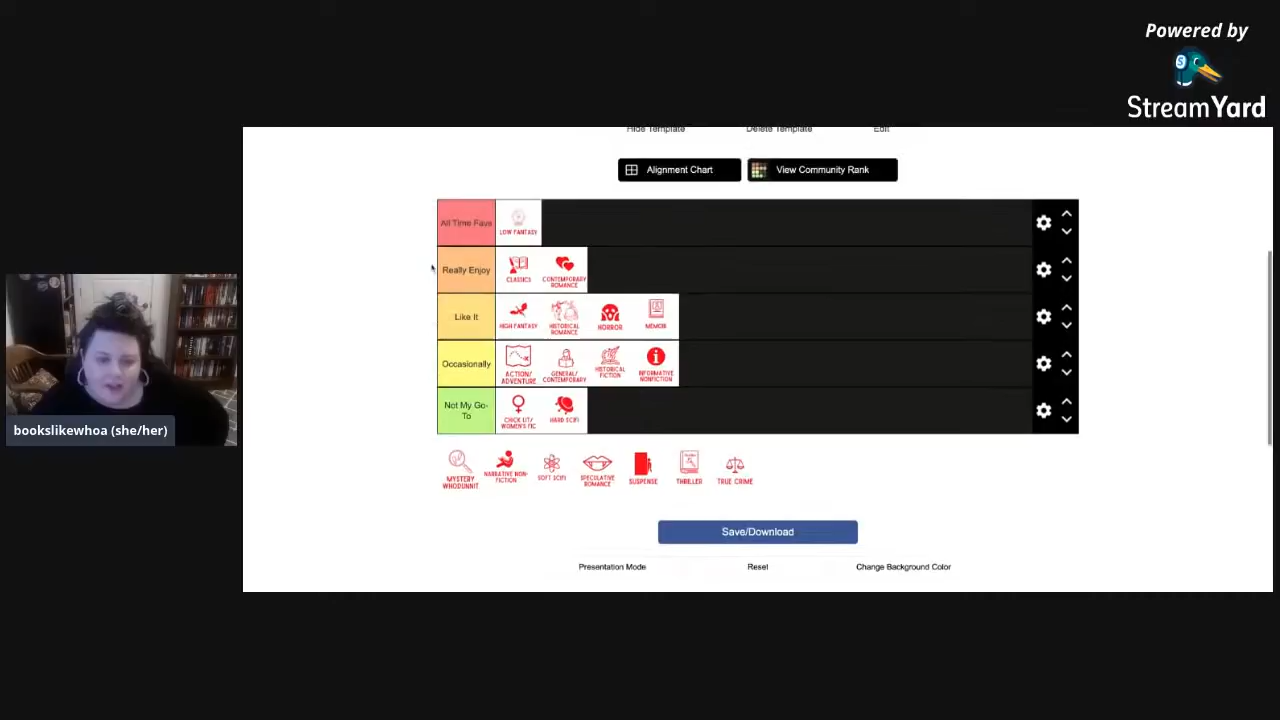 Powered by
StreamYard
Hide Template Delete Template Edit
Alignment Chart View Community Rank
All Time Favs
LOW FANTASY
Really Enjoy
CLASSICS
CONTEMPORARY
ROMANCE
Like It
HIGH FANTASY
HISTORICAL
ROMANCE
HORROR
MEMOIR
Occasionally
ACTION/
ADVENTURE
GENERAL/
CONTEMPORARY
HISTORICAL
FICTION
INFORMATIVE
NONFICTION
Not My Go-
To
CHICK LIT/
WOMEN'S FIC
HARD SCIFI
bookslikewhoa (she/her)
MYSTERY
WHODUNNIT
NARRATIVE NON-
FICTION
SOFT SCIFI
SPECULATIVE
ROMANCE
SUSPENSE
THRILLER
TRUE CRIME
Save/Download
Presentation Mode Reset Change Background Color